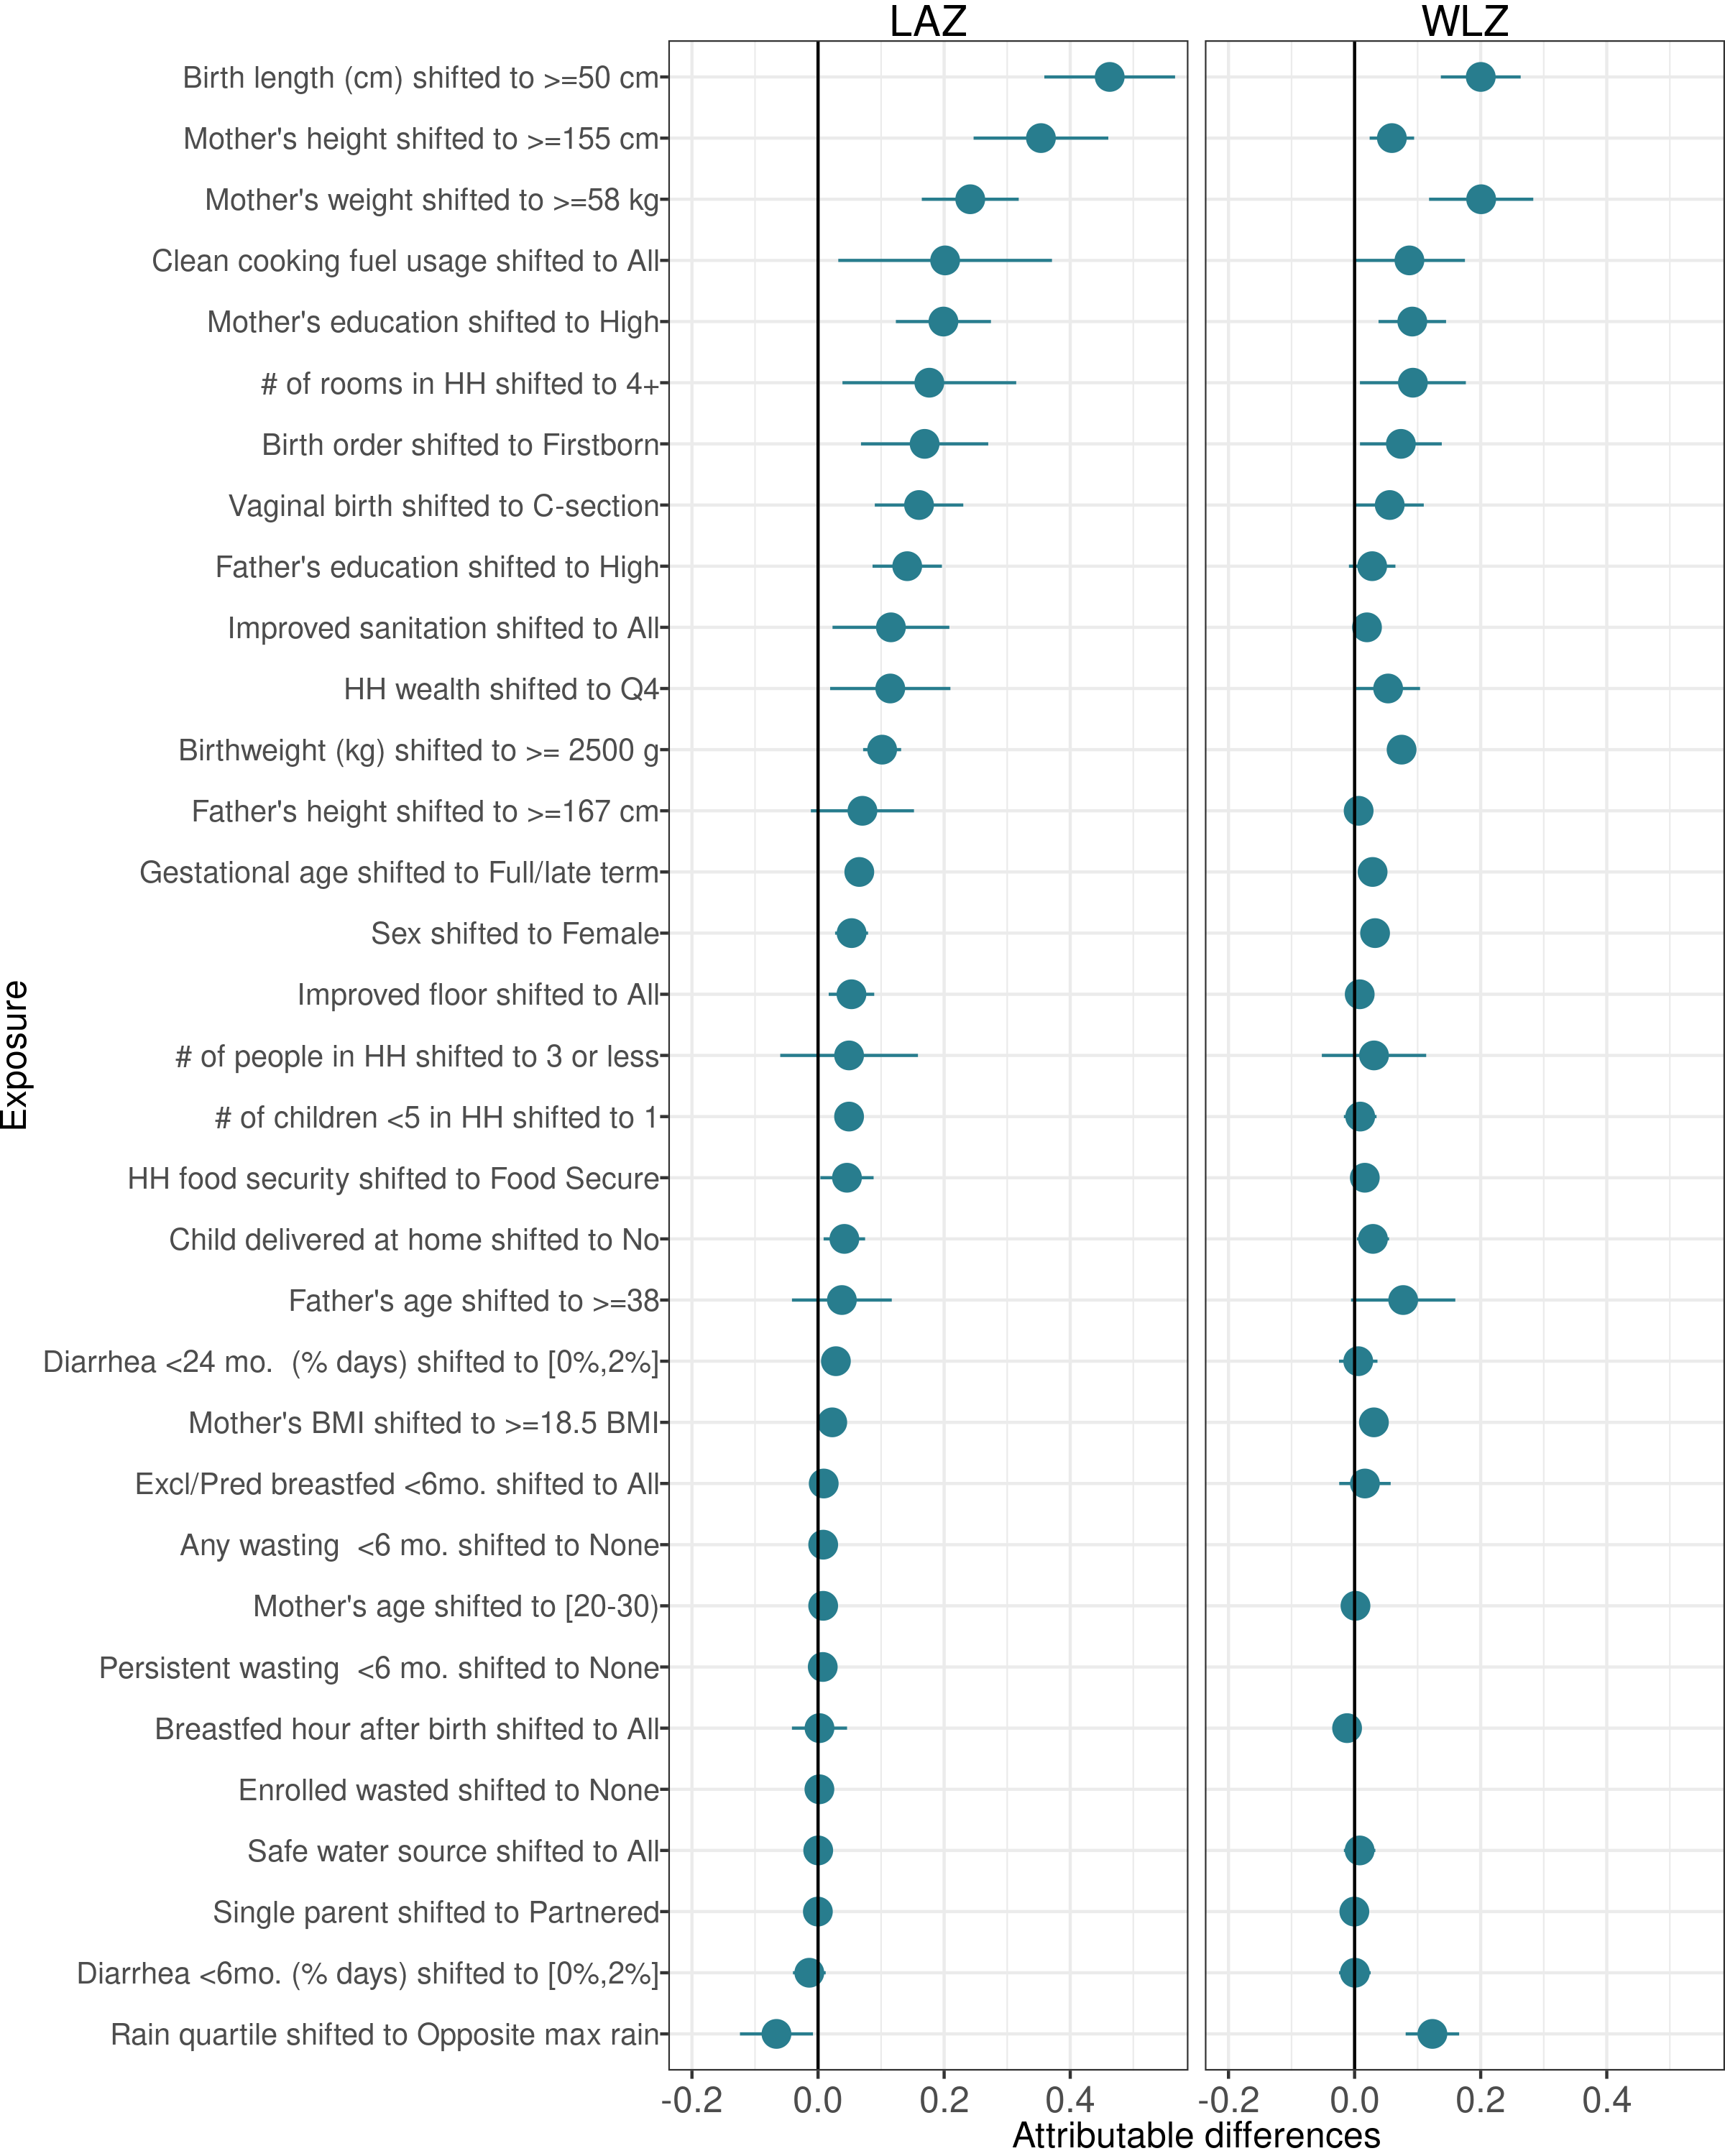 LAZ WLZ
Birth length (cm) shifted to >=50 cm
Mother's height shifted to >=155 cm
Mother's weight shifted to >=58 kg
Clean cooking fuel usage shifted to All
Mother's education shifted to High
# of rooms in HH shifted to 4+
Birth order shifted to Firstborn
Vaginal birth shifted to C-section
Father's education shifted to High
Improved sanitation shifted to All
HH wealth shifted to Q4
Birthweight (kg) shifted to >= 2500 g
Father's height shifted to >=167 cm
Gestational age shifted to Full/late term
Sex shifted to Female
Improved floor shifted to All
# of people in HH shifted to 3 or less
# of children <5 in HH shifted to 1
HH food security shifted to Food Secure
Child delivered at home shifted to No
Father's age shifted to >=38
Diarrhea <24 mo.  (% days) shifted to [0%,2%]
Mother's BMI shifted to >=18.5 BMI
Excl/Pred breastfed <6mo. shifted to All
Any wasting  <6 mo. shifted to None
Mother's age shifted to [20-30)
Persistent wasting  <6 mo. shifted to None
Breastfed hour after birth shifted to All
Enrolled wasted shifted to None
Safe water source shifted to All
Single parent shifted to Partnered
Diarrhea <6mo. (% days) shifted to [0%,2%]
Rain quartile shifted to Opposite max rain
Exposure
-0.2 0.0 0.2 0.4 -0.2 0.0 0.2 0.4
Attributable differences